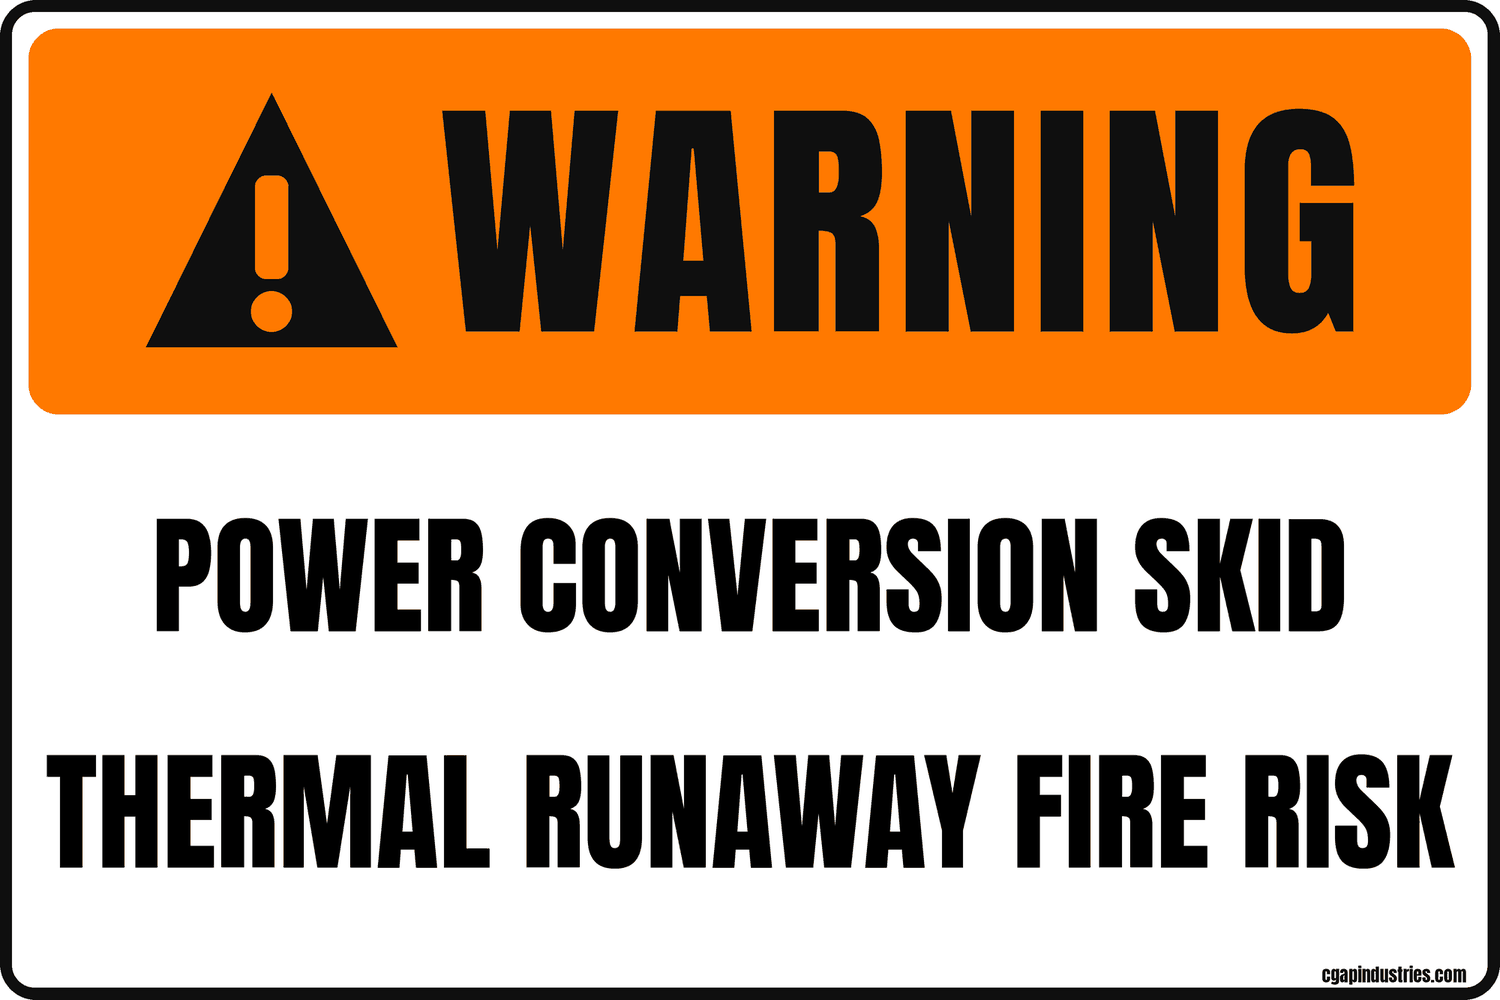 WARNING
POWER CONVERSION SKID
THERMAL RUNAWAY FIRE RISK
cgapindustries.com